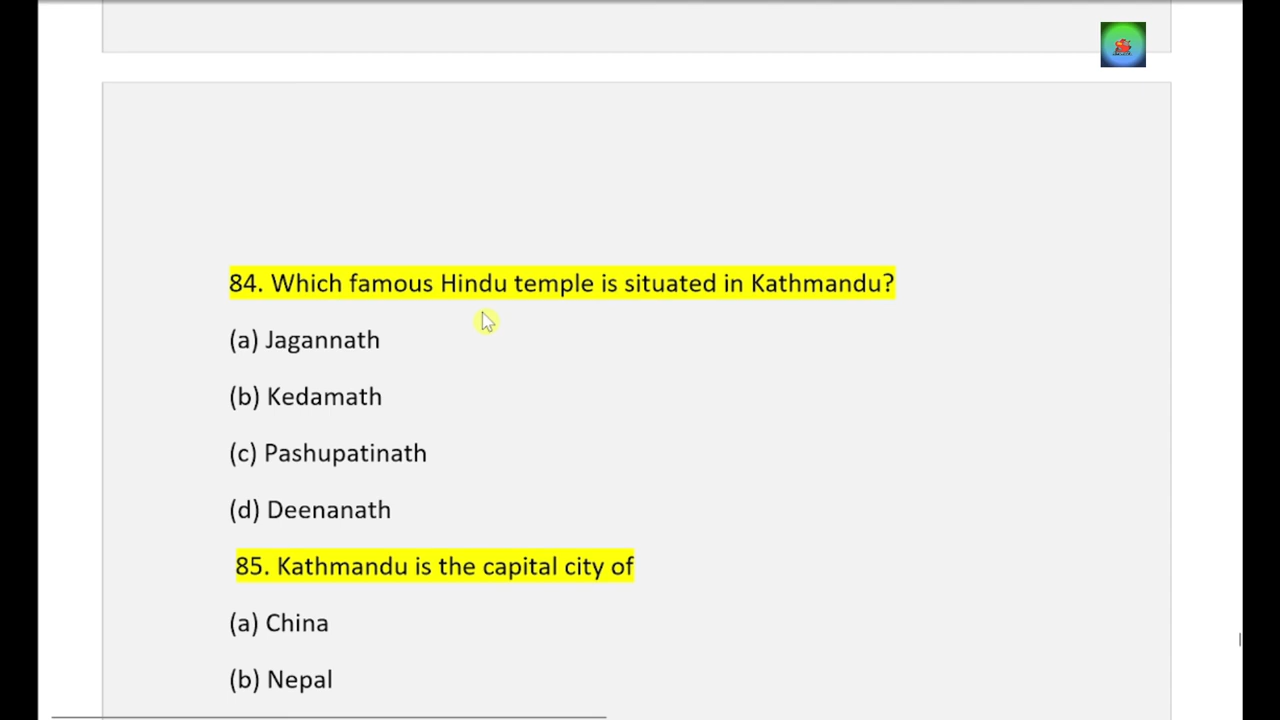 84. Which famous Hindu temple is situated in Kathmandu?
(a) Jagannath
(b) Kedamath
(c) Pashupatinath
(d) Deenanath
85. Kathmandu is the capital city of
(a) China
(b) Nepal